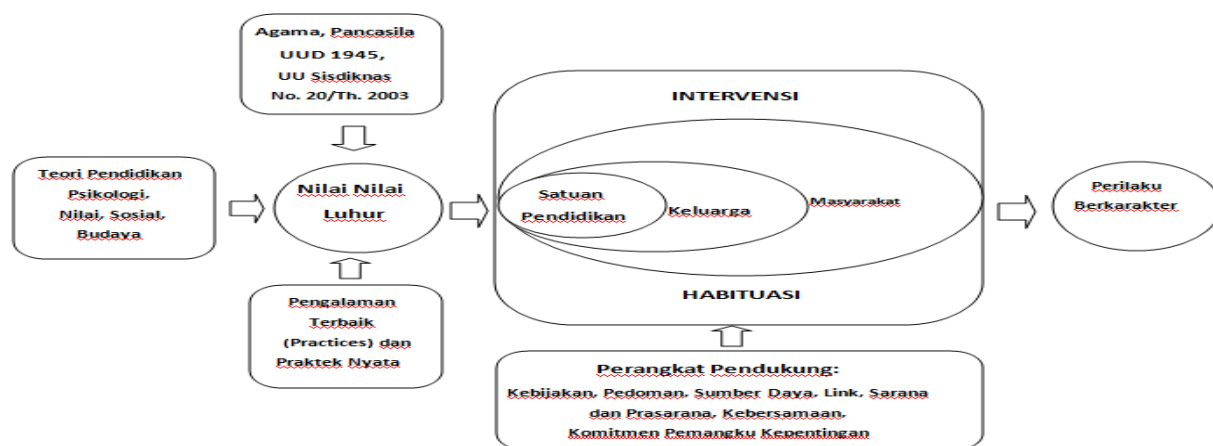 Agama, Pancasila
UUD 1945,
UU Sisdiknas
No. 20/Th. 2003
Teori Pendidikan
Psikologi,
Nilai, Sosial,
Budaya
Nilai Nilai
Luhur
Pengalaman
Terbaik
(Practices) dan
Praktek Nyata
INTERVENSI
Satuan
Pendidikan
Keluarga
Masyarakat
HABITUASI
Perangkat Pendukung:
Kebijakan, Pedoman, Sumber Daya, Link, Sarana
dan Prasarana, Kebersamaan,
Komitmen Pemangku Kepentingan
Perilaku
Berkarakter